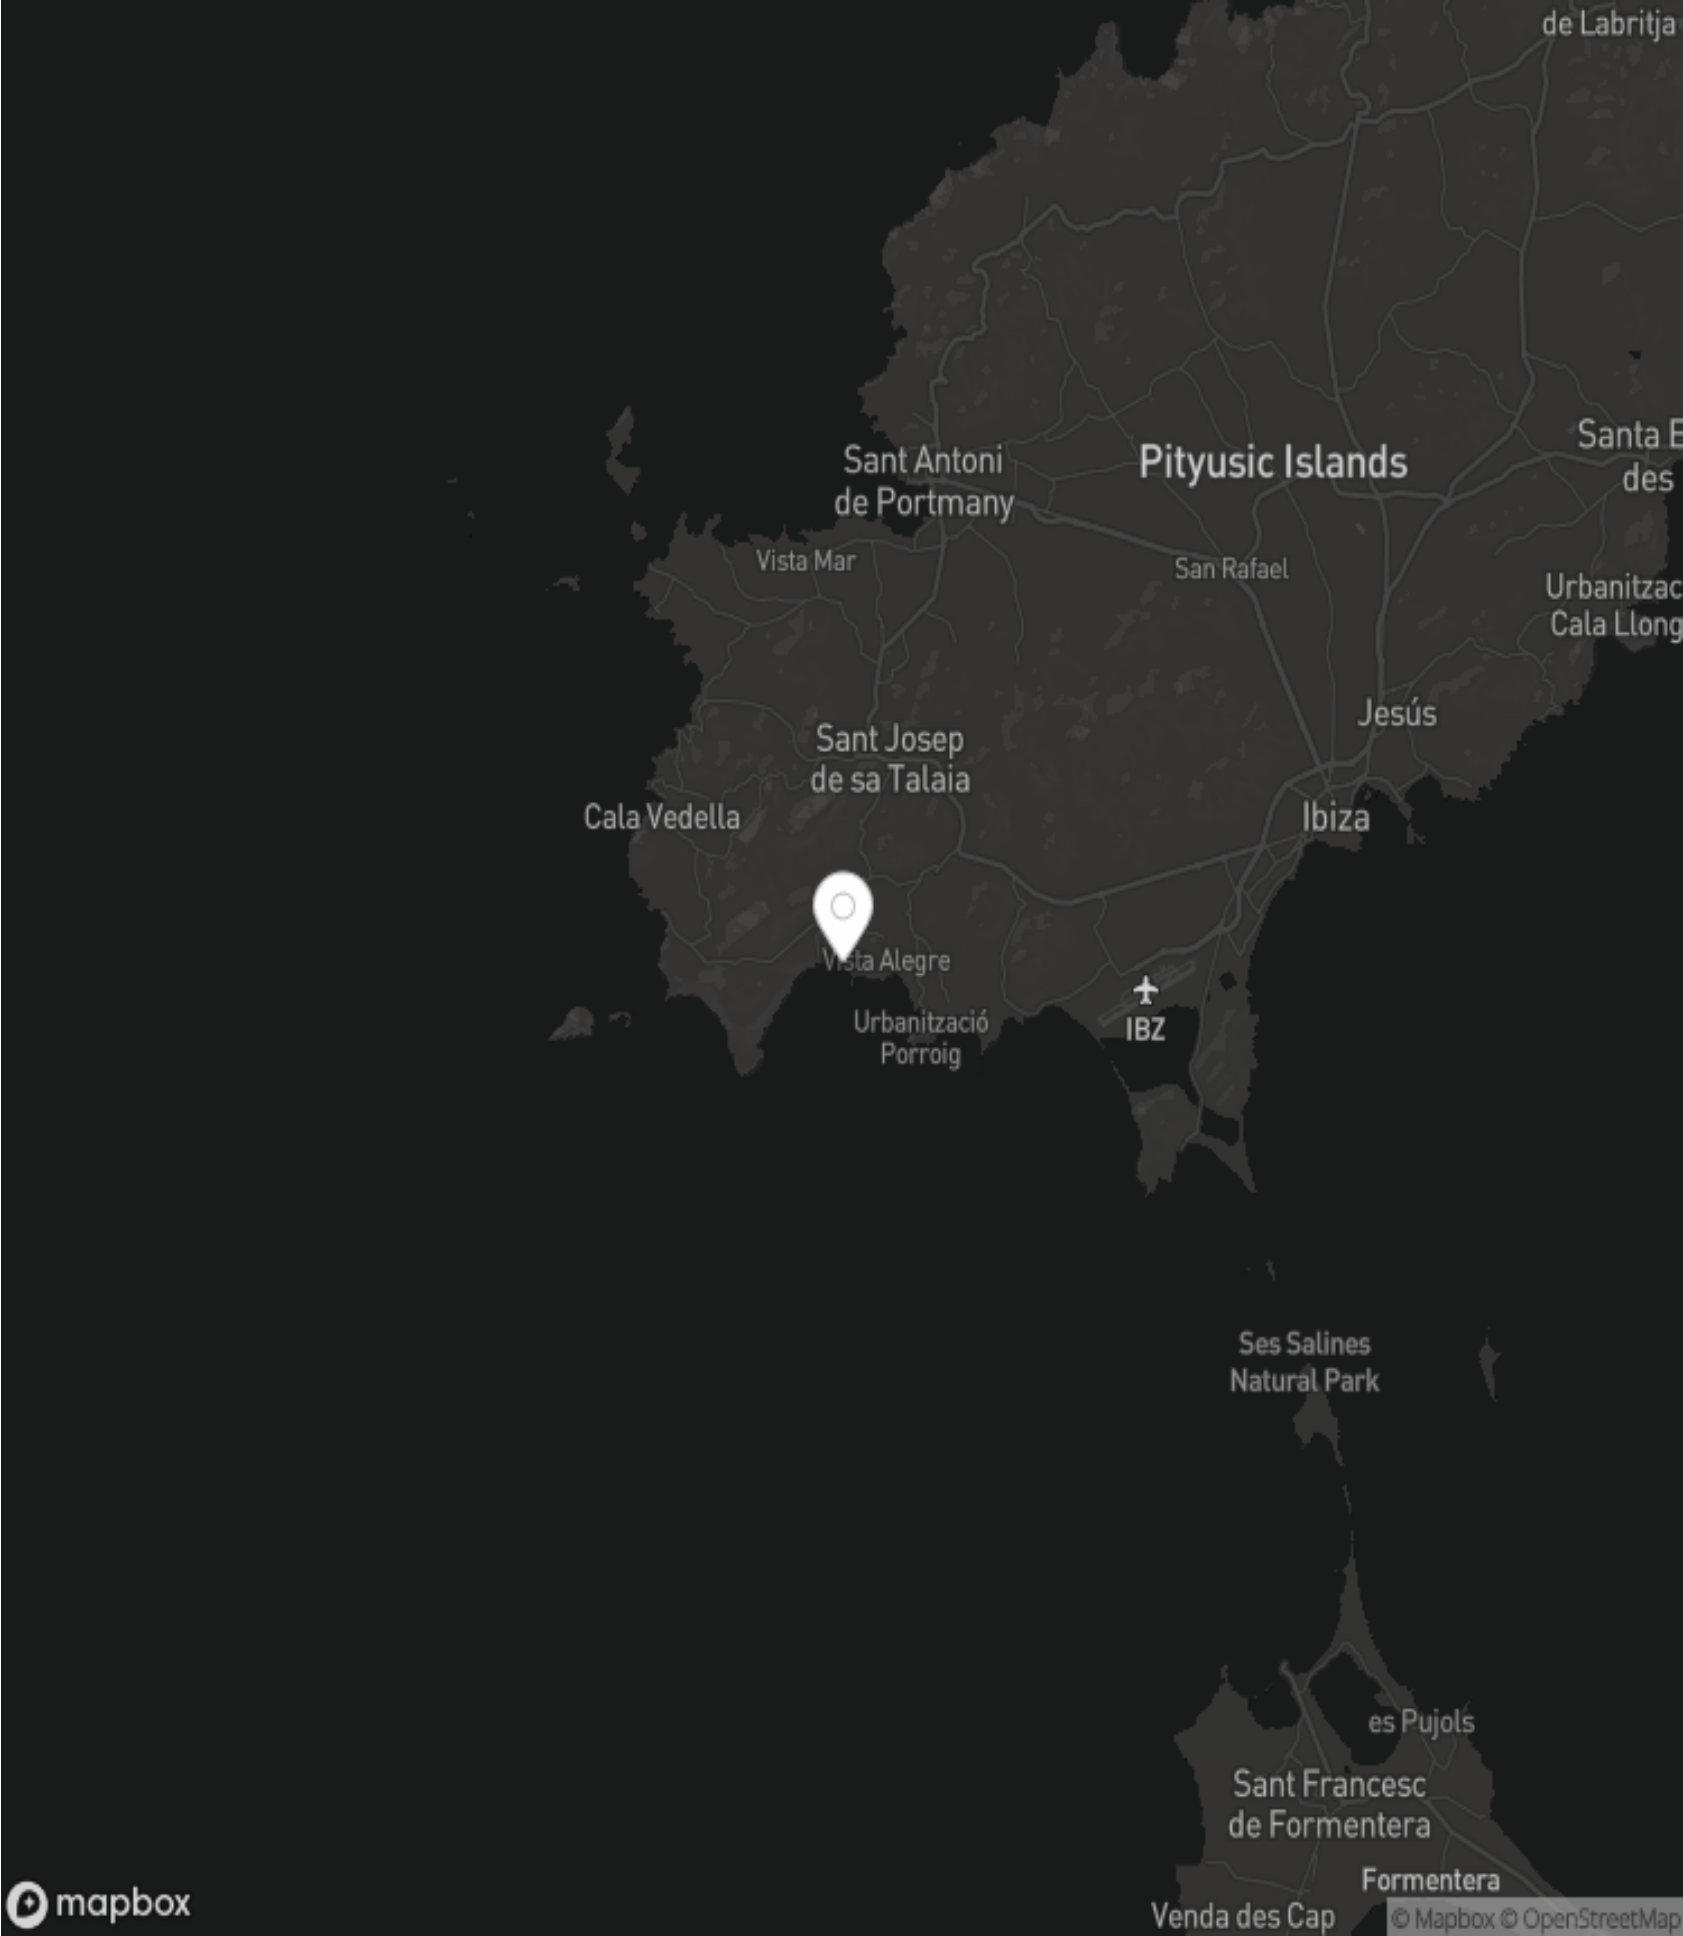 de Labritja
Sant Antoni
de Portmany
Pityusic Islands
Santa E
des
Vista Mar
San Rafael
Urbanitzac
Cala Llong
Jesús
Sant Josep
de sa Talaia
Cala Vedella
Ibiza
Vista Alegre
IBZ
Urbanització
Porroig
Ses Salines
Natural Park
es Pujols
Sant Francesc
de Formentera
Formentera
Venda des Cap
mapbox
© Mapbox © OpenStreetMap